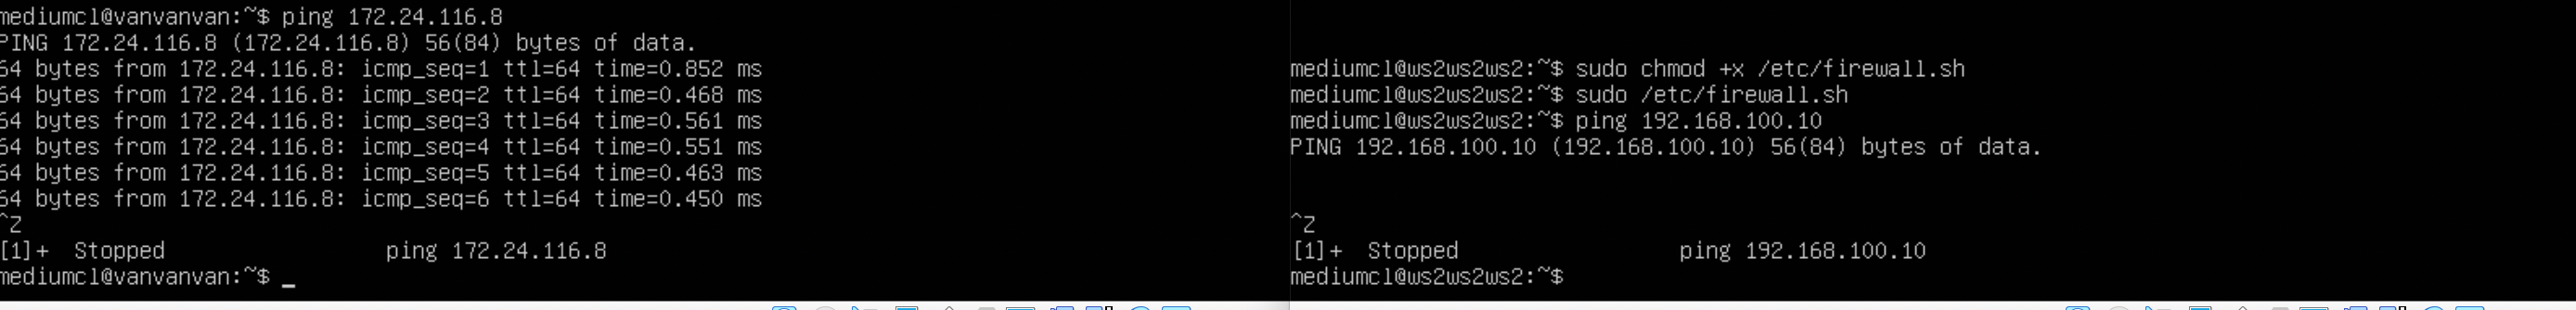 mediumcl@vanvanvan:~$ ping 172.24.116.8
PING 172.24.116.8 (172.24.116.8) 56(84) bytes of data.
64 bytes from 172.24.116.8: icmp_seq=1 ttl=64 time=0.852 ms
64 bytes from 172.24.116.8: icmp_seq=2 ttl=64 time=0.468 ms
64 bytes from 172.24.116.8: icmp_seq=3 ttl=64 time=0.561 ms
64 bytes from 172.24.116.8: icmp_seq=4 ttl=64 time=0.551 ms
64 bytes from 172.24.116.8: icmp_seq=5 ttl=64 time=0.463 ms
64 bytes from 172.24.116.8: icmp_seq=6 ttl=64 time=0.450 ms
^Z
[1]+  Stopped                 ping 172.24.116.8
mediumcl@vanvanvan:~$ _
mediumcl@ws2ws2ws2:~$ sudo chmod +x /etc/firewall.sh
mediumcl@ws2ws2ws2:~$ sudo /etc/firewall.sh
mediumcl@ws2ws2ws2:~$ ping 192.168.100.10
PING 192.168.100.10 (192.168.100.10) 56(84) bytes of data.
^Z
[1]+  Stopped                 ping 192.168.100.10
mediumcl@ws2ws2ws2:~$